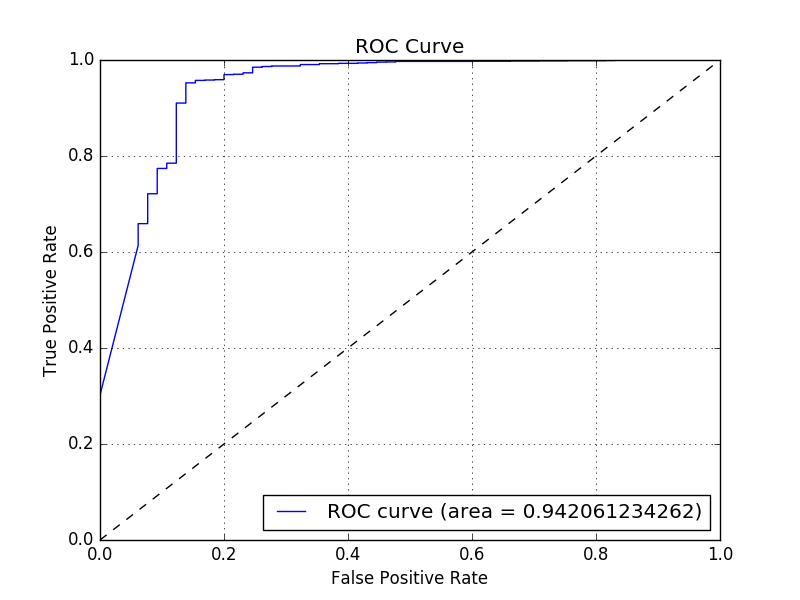 ROC Curve
1.0
0.8
0.6
0.4
0.2
0.0
True Positive Rate
ROC curve (area = 0.942061234262)
0.0 0.2 0.4 0.6 0.8 1.0
False Positive Rate